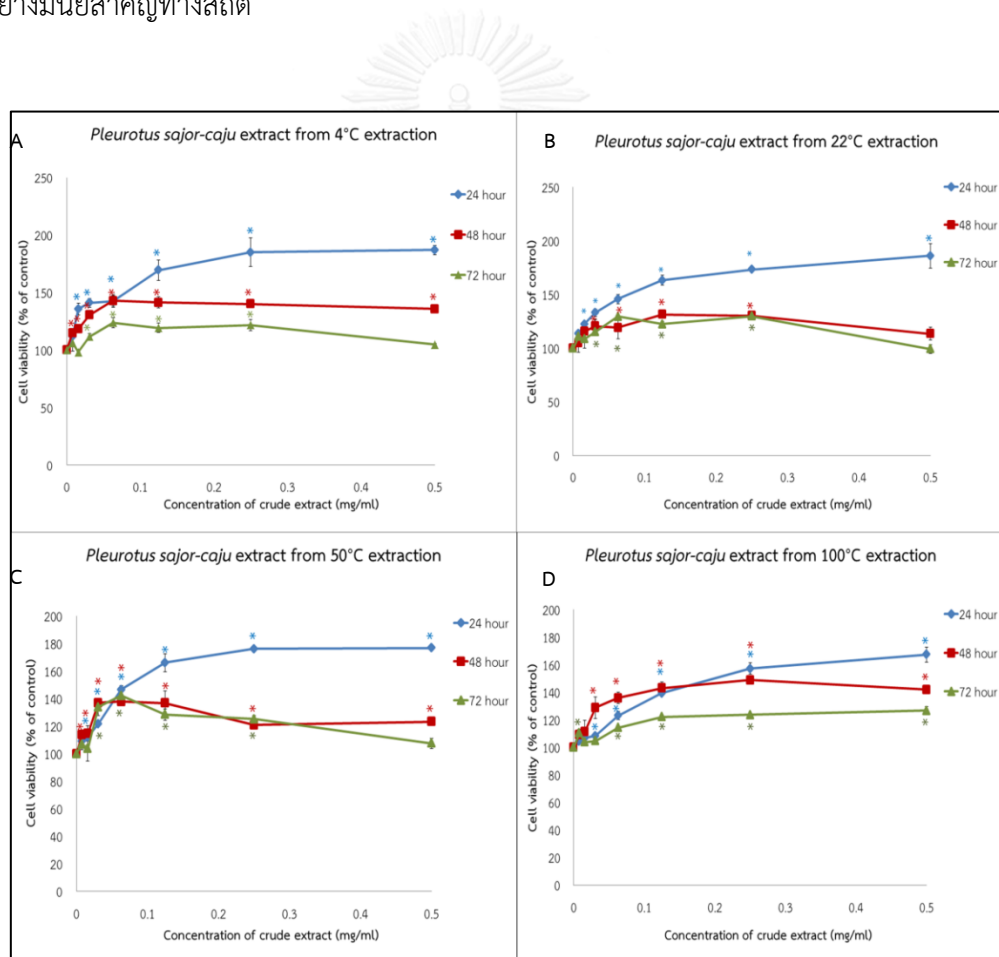 A
Pleurotus sajor-caju extract from 4°C extraction
250
200
150
100
50
0
Cell viability (% of control)
0 0.1 0.2 0.3 0.4 0.5
Concentration of crude extract (mg/ml)
24 hour
48 hour
72 hour
B
Pleurotus sajor-caju extract from 22°C extraction
250
200
150
100
50
0
Cell viability (% of control)
0 0.1 0.2 0.3 0.4 0.5
Concentration of crude extract (mg/ml)
24 hour
48 hour
72 hour
C
Pleurotus sajor-caju extract from 50°C extraction
200
180
160
140
120
100
80
60
40
20
0
Cell viability (% of control)
0 0.1 0.2 0.3 0.4 0.5
Concentration of crude extract (mg/ml)
24 hour
48 hour
72 hour
D
Pleurotus sajor-caju extract from 100°C extraction
200
180
160
140
120
100
80
60
40
20
0
Cell viability (% of control)
0 0.1 0.2 0.3 0.4 0.5
Concentration of crude extract (mg/ml)
24 hour
48 hour
72 hour